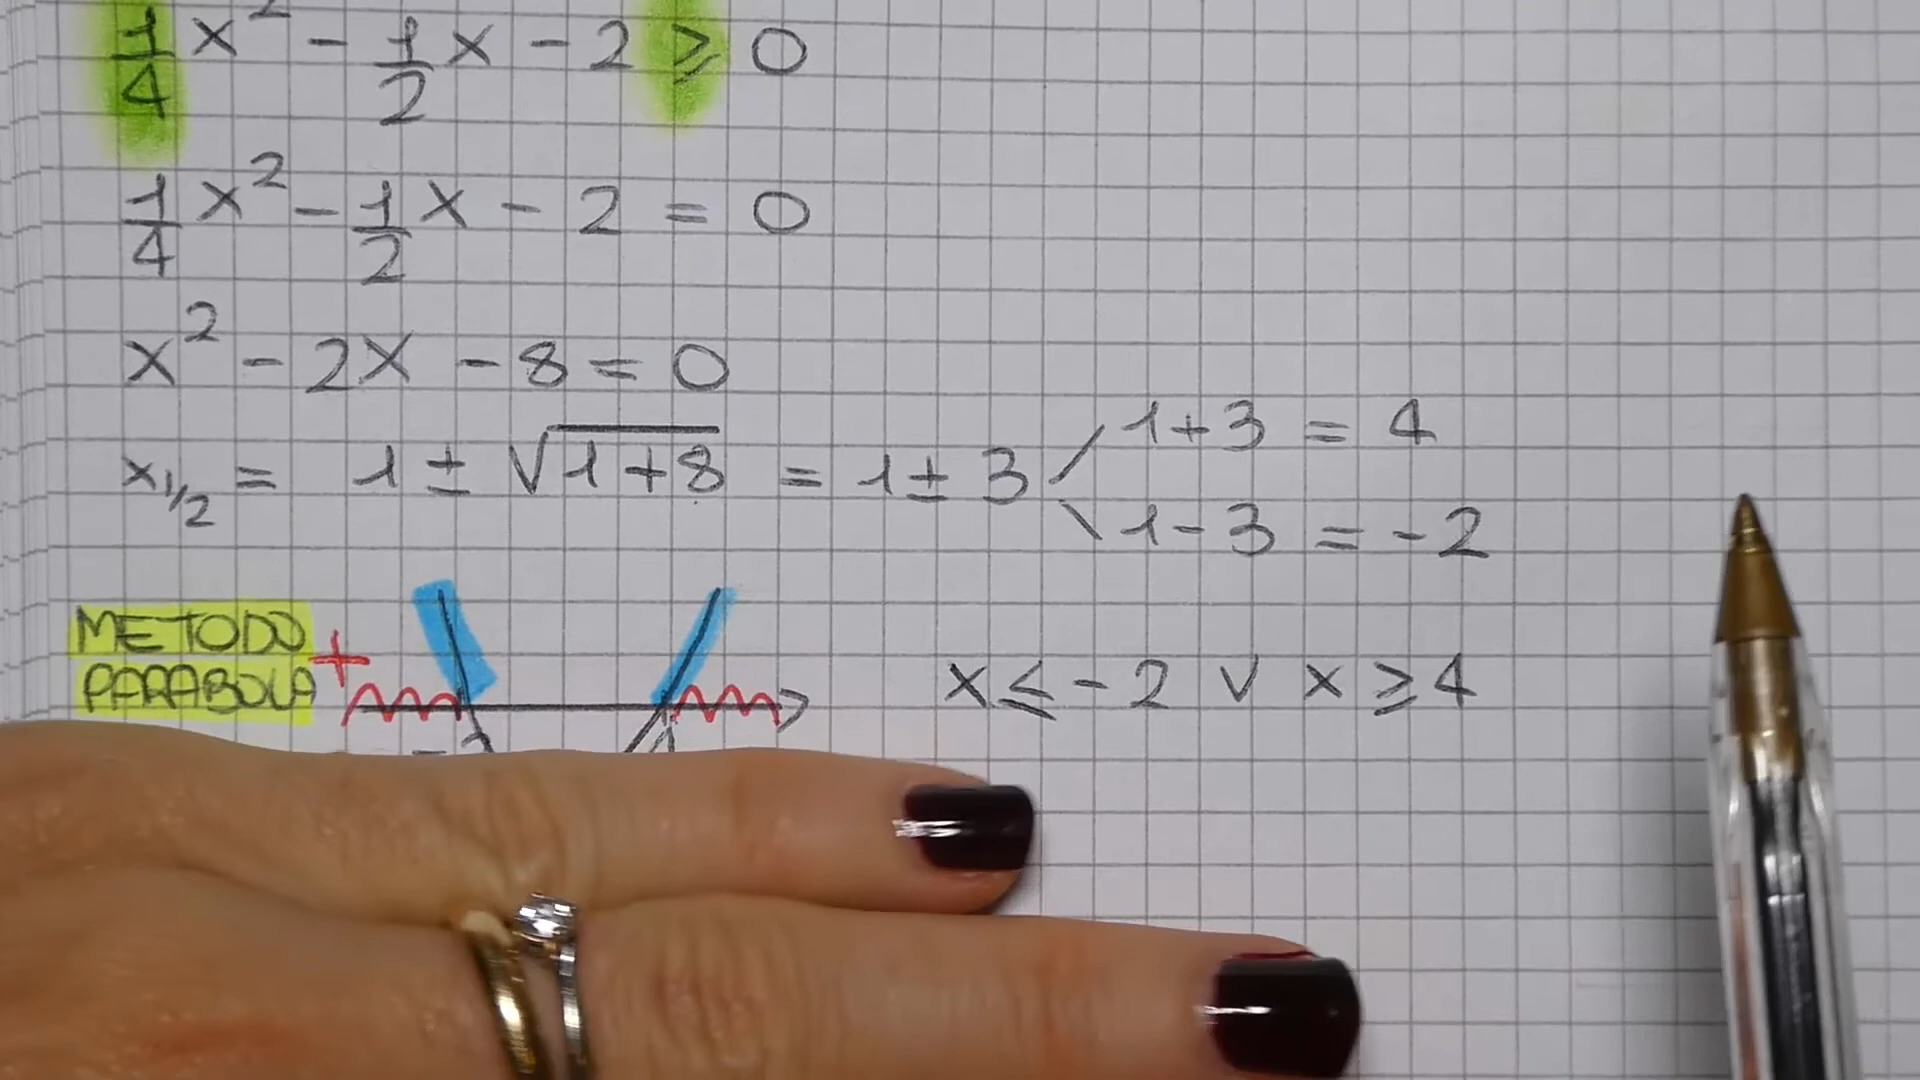 1/4 x² - 1/2 x - 2 ≥ 0
1/4 x² - 1/2 x - 2 = 0
x² - 2x - 8 = 0
x₁/₂ = 1 ± √(1+8) = 1 ± 3
1+3 = 4
1-3 = -2
METODO
PARABOLA
+
x ≤ -2 ∨ x ≥ 4